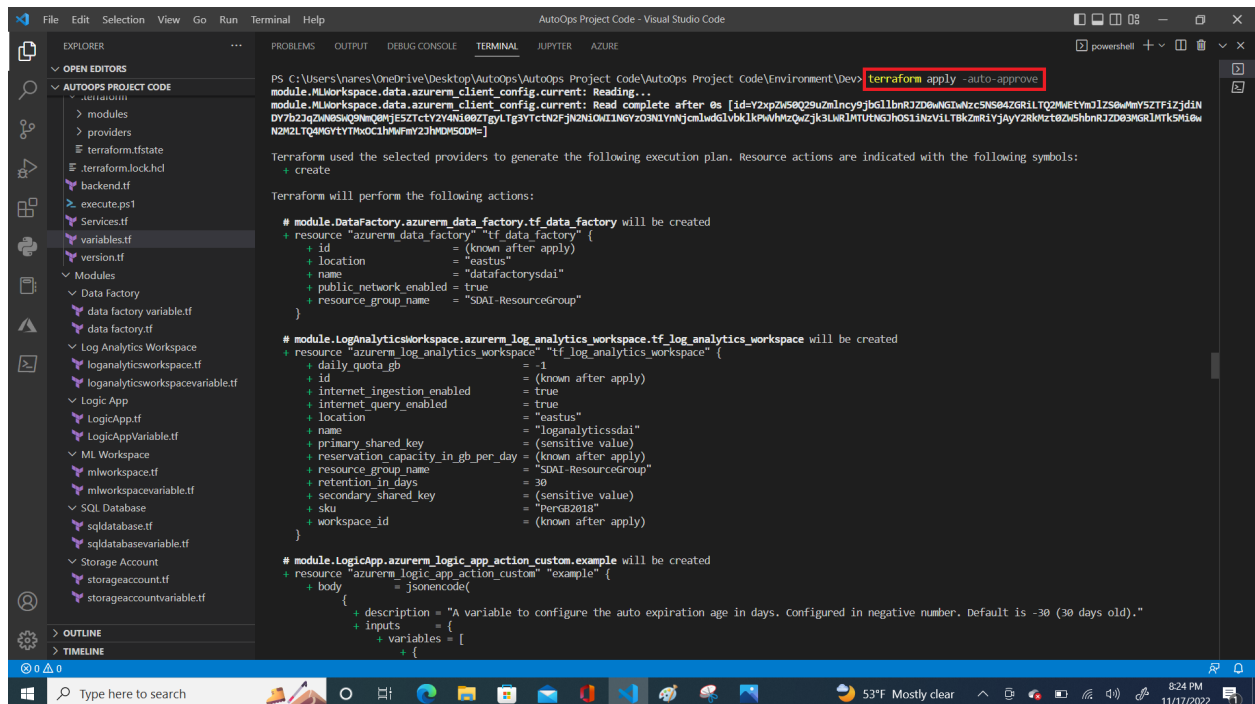 File Edit Selection View Go Run Terminal Help
AutoOps Project Code - Visual Studio Code
EXPLORER
OPEN EDITORS
AUTOOPS PROJECT CODE
.terraform
modules
providers
terraform.tfstate
.terraform.lock.hcl
backend.tf
execute.ps1
Services.tf
variables.tf
version.tf
Modules
Data Factory
data factory variable.tf
data factory.tf
Log Analytics Workspace
loganalyticsworkspace.tf
loganalyticsworkspacevariable.tf
Logic App
LogicApp.tf
LogicAppVariable.tf
ML Workspace
mlworkspace.tf
mlworkspacevariable.tf
SQL Database
sqldatabase.tf
sqldatabasevariable.tf
Storage Account
storageaccount.tf
storageaccountvariable.tf
OUTLINE
TIMELINE
PROBLEMS OUTPUT DEBUG CONSOLE TERMINAL JUPYTER AZURE
powershell
PS C:\Users\nares\OneDrive\Desktop\AutoOps\AutoOps Project Code\AutoOps Project Code\Environment\Dev> terraform apply -auto-approve
module.MLWorkspace.data.azurerm_client_config.current: Reading...
module.MLWorkspace.data.azurerm_client_config.current: Read complete after 0s
Terraform used the selected providers to generate the following execution plan. Resource actions are indicated with the following symbols:
+ create
Terraform will perform the following actions:
# module.DataFactory.azurerm_data_factory.tf_data_factory will be created
+ resource "azurerm_data_factory" "tf_data_factory" {
+ id = (known after apply)
+ location = "eastus"
+ name = "datafactorysdai"
+ public_network_enabled = true
+ resource_group_name = "SDAI-ResourceGroup"
}
# module.LogAnalyticsWorkspace.azurerm_log_analytics_workspace.tf_log_analytics_workspace will be created
+ resource "azurerm_log_analytics_workspace" "tf_log_analytics_workspace" {
+ daily_quota_gb = -1
+ id = (known after apply)
+ internet_ingestion_enabled = true
+ internet_query_enabled = true
+ location = "eastus"
+ name = "loganalyticssdai"
+ primary_shared_key = (sensitive value)
+ reservation_capacity_in_gb_per_day = (known after apply)
+ resource_group_name = "SDAI-ResourceGroup"
+ retention_in_days = 30
+ secondary_shared_key = (sensitive value)
+ sku = "PerGB2018"
+ workspace_id = (known after apply)
}
# module.LogicApp.azurerm_logic_app_action_custom.example will be created
+ resource "azurerm_logic_app_action_custom" "example" {
+ body = jsonencode(
{
+ description = "A variable to configure the auto expiration age in days. Configured in negative number. Default is -30 (30 days old)."
+ inputs = {
+ variables = [
+ {
0 0
Type here to search
53°F Mostly clear
8:24 PM
11/17/2022
1